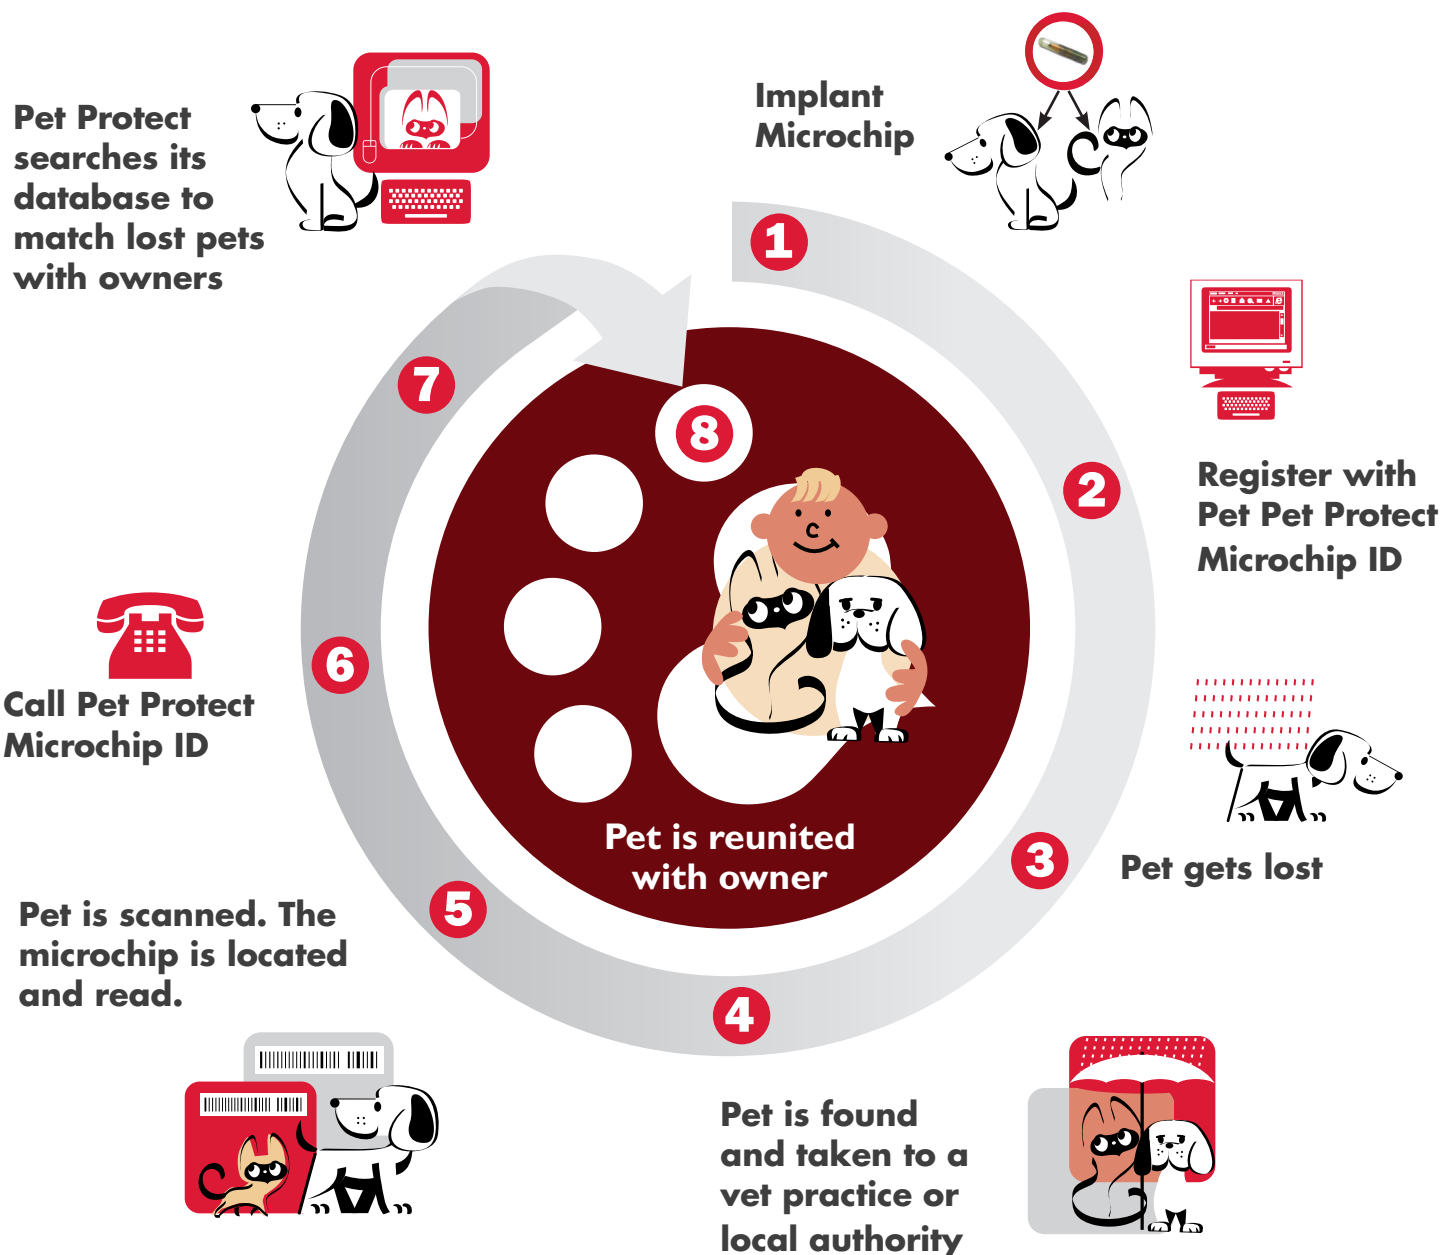 1
Implant
Microchip
2
Register with
Pet Pet Protect
Microchip ID
3
Pet gets lost
4
Pet is found
and taken to a
vet practice or
local authority
5
Pet is scanned. The
microchip is located
and read.
6
Call Pet Protect
Microchip ID
7
Pet Protect
searches its
database to
match lost pets
with owners
8
Pet is reunited
with owner